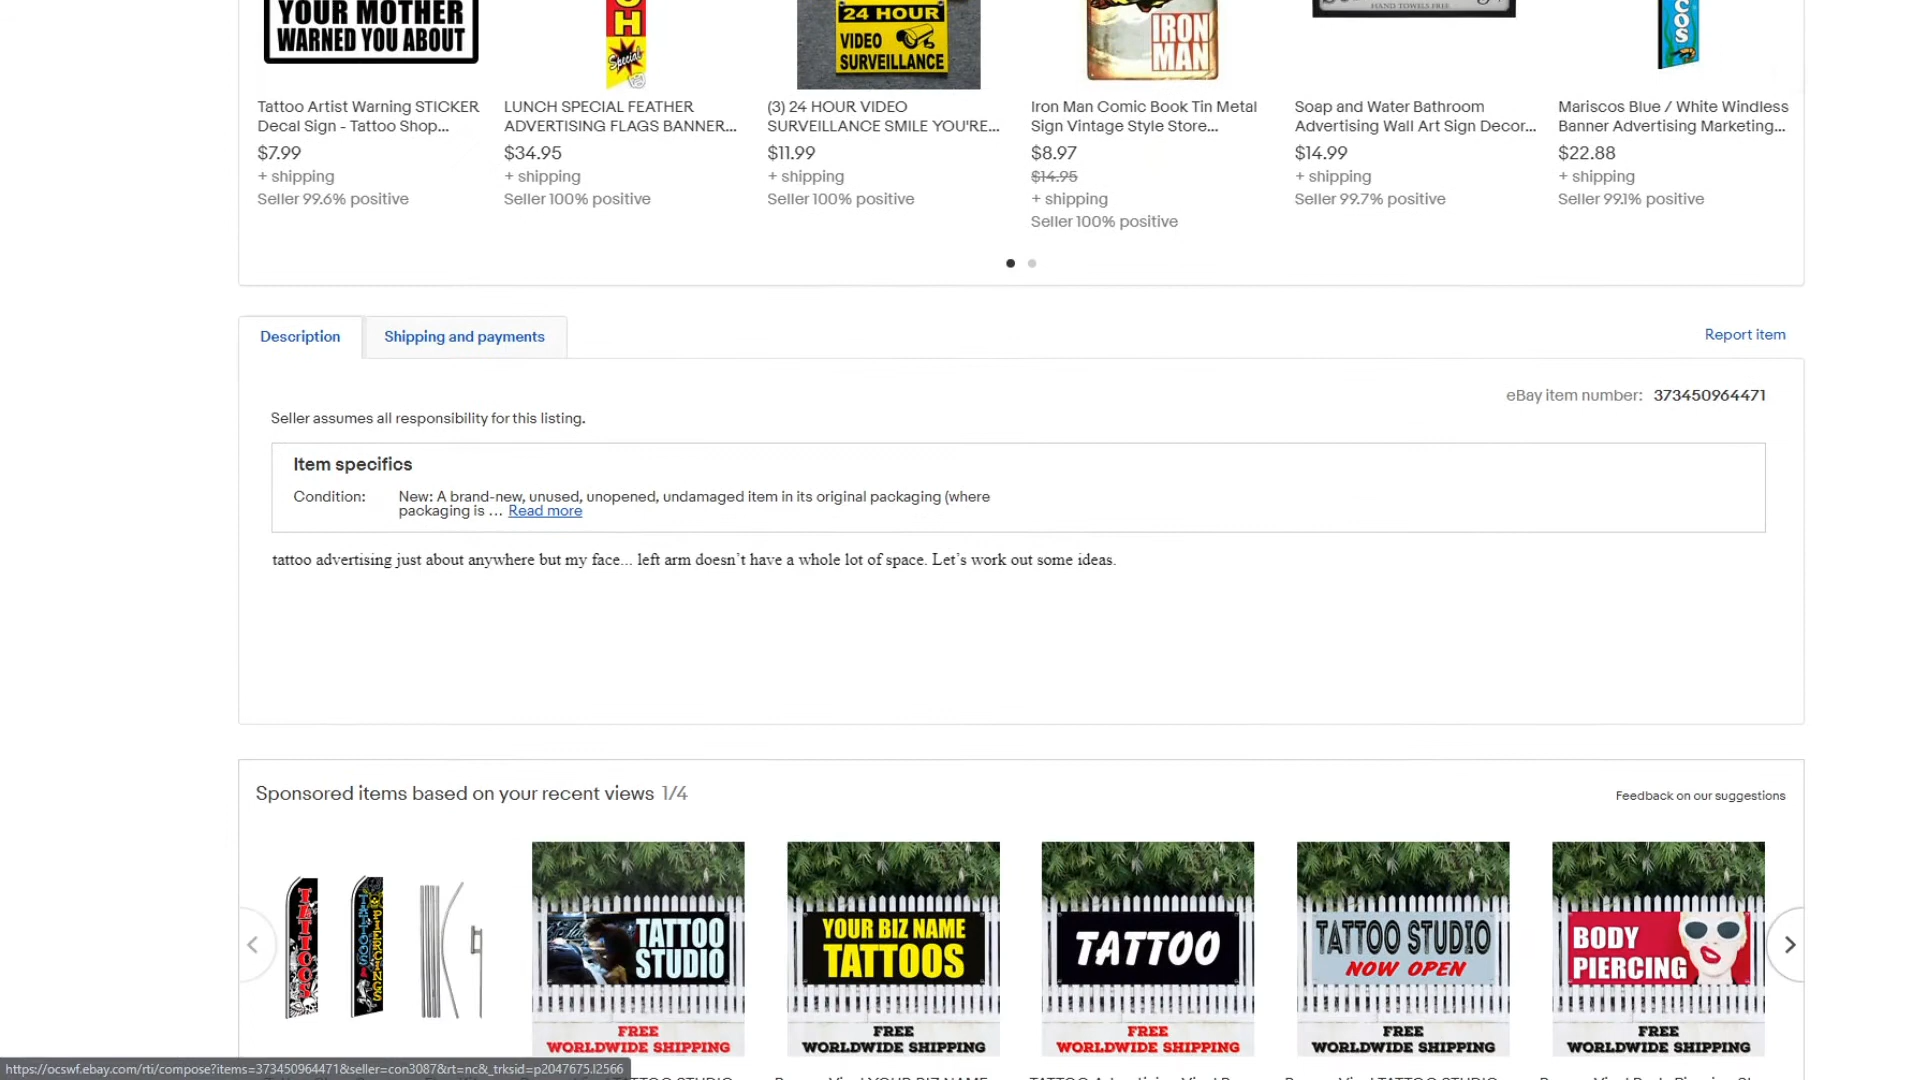 YOUR MOTHER
WARNED YOU ABOUT
H
Special
24 HOUR
VIDEO
SURVEILLANCE
IRON
MAN
HAND TOWELS FREE
COS
Tattoo Artist Warning STICKER
Decal Sign - Tattoo Shop...
$7.99
+ shipping
Seller 99.6% positive
LUNCH SPECIAL FEATHER
ADVERTISING FLAGS BANNER...
$34.95
+ shipping
Seller 100% positive
(3) 24 HOUR VIDEO
SURVEILLANCE SMILE YOU'RE...
$11.99
+ shipping
Seller 100% positive
Iron Man Comic Book Tin Metal
Sign Vintage Style Store...
$8.97
$14.95
+ shipping
Seller 100% positive
Soap and Water Bathroom
Advertising Wall Art Sign Decor...
$14.99
+ shipping
Seller 99.7% positive
Mariscos Blue / White Windless
Banner Advertising Marketing...
$22.88
+ shipping
Seller 99.1% positive
Description
Shipping and payments
Report item
eBay item number: 373450964471
Seller assumes all responsibility for this listing.
Item specifics
Condition: New: A brand-new, unused, unopened, undamaged item in its original packaging (where
packaging is ... Read more
tattoo advertising just about anywhere but my face... left arm doesn’t have a whole lot of space. Let’s work out some ideas.
Sponsored items based on your recent views 1/4
Feedback on our suggestions
TATTOOS
TATTOO
STUDIO
FREE
WORLDWIDE SHIPPING
YOUR BIZ NAME
TATTOOS
FREE
WORLDWIDE SHIPPING
TATTOO
FREE
WORLDWIDE SHIPPING
TATTOO STUDIO
NOW OPEN
FREE
WORLDWIDE SHIPPING
BODY
PIERCING
FREE
WORLDWIDE SHIPPING
https://ocswf.ebay.com/rti/compose?items=373450964471&seller=con3087&rt=nc&_trksid=p2047675.l2566